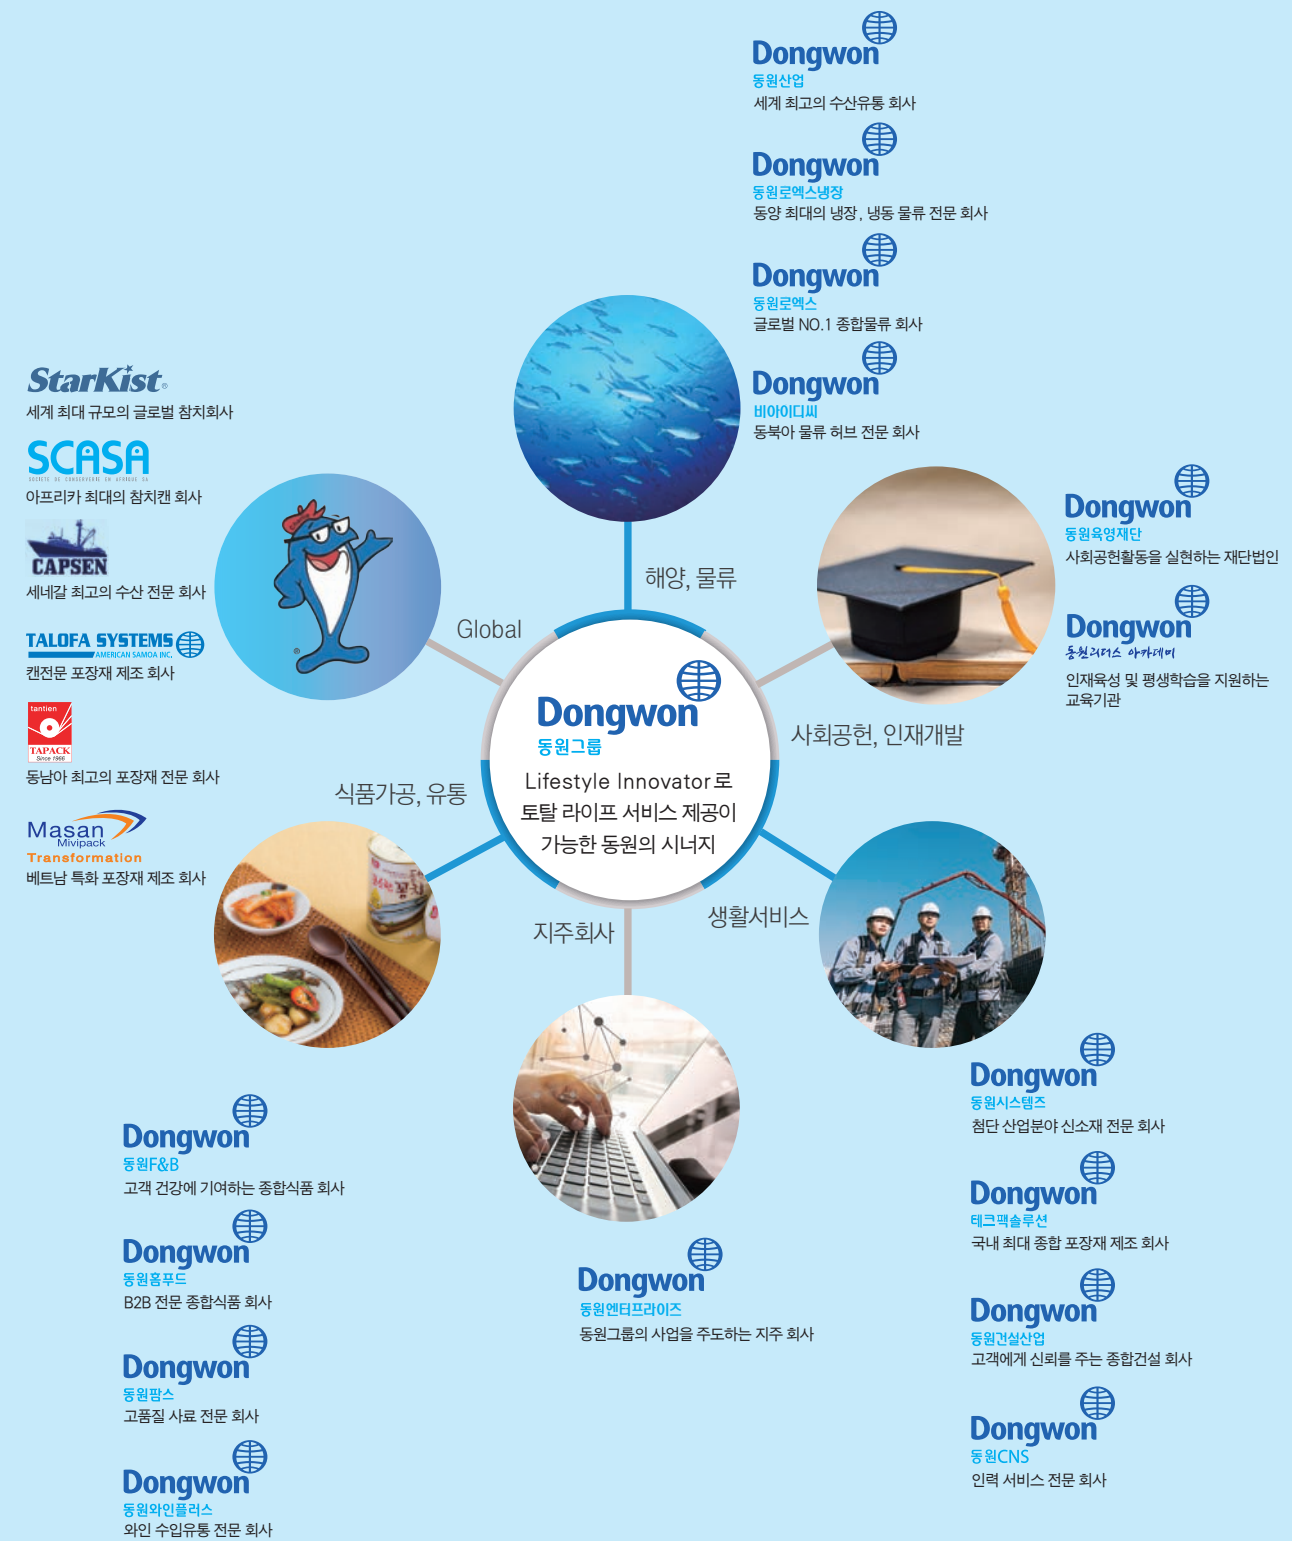 Dongwon
동원산업
세계 최고의 수산유통 회사
Dongwon
동원로엑스냉장
동양 최대의 냉장, 냉동 물류 전문 회사
Dongwon
동원로엑스
글로벌 NO.1 종합물류 회사
Dongwon
비아이디씨
동북아 물류 허브 전문 회사
해양, 물류
StarKist®
세계 최대 규모의 글로벌 참치회사
SCASA
SOCIETE DE CONSERVERIE EN AFRIQUE SA
아프리카 최대의 참치캔 회사
CAPSEN
세네갈 최고의 수산 전문 회사
TALOFA SYSTEMS
AMERICAN SAMOA INC.
캔전문 포장재 제조 회사
tantien
TAPACK
Since 1966
동남아 최고의 포장재 전문 회사
Masan
Mivipack
Transformation
베트남 특화 포장재 제조 회사
Global
®
Dongwon
동원육영재단
사회공헌활동을 실현하는 재단법인
Dongwon
동원리더스 아카데미
인재육성 및 평생학습을 지원하는
교육기관
사회공헌, 인재개발
Dongwon
동원그룹
Lifestyle Innovator로
토탈 라이프 서비스 제공이
가능한 동원의 시너지
식품가공, 유통
지주회사
생활서비스
Dongwon
동원F&B
고객 건강에 기여하는 종합식품 회사
Dongwon
동원홈푸드
B2B 전문 종합식품 회사
Dongwon
동원팜스
고품질 사료 전문 회사
Dongwon
동원와인플러스
와인 수입유통 전문 회사
Dongwon
동원엔터프라이즈
동원그룹의 사업을 주도하는 지주 회사
Dongwon
동원시스템즈
첨단 산업분야 신소재 전문 회사
Dongwon
테크팩솔루션
국내 최대 종합 포장재 제조 회사
Dongwon
동원건설산업
고객에게 신뢰를 주는 종합건설 회사
Dongwon
동원CNS
인력 서비스 전문 회사